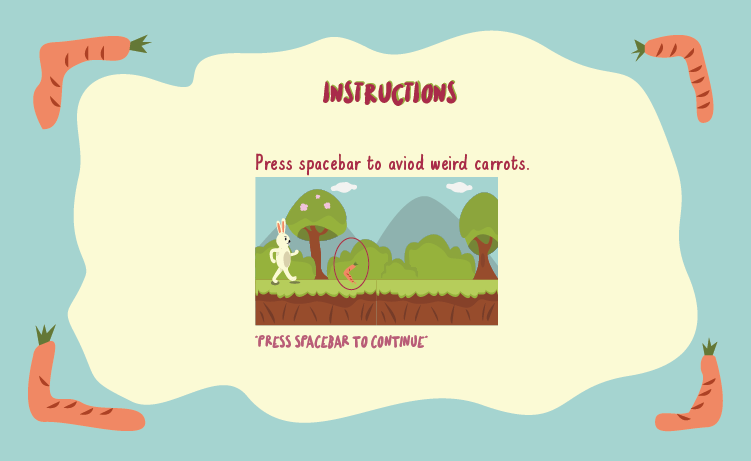 INSTRUCTIONS
Press spacebar to aviod weird carrots.
"PRESS SPACEBAR TO CONTINUE"